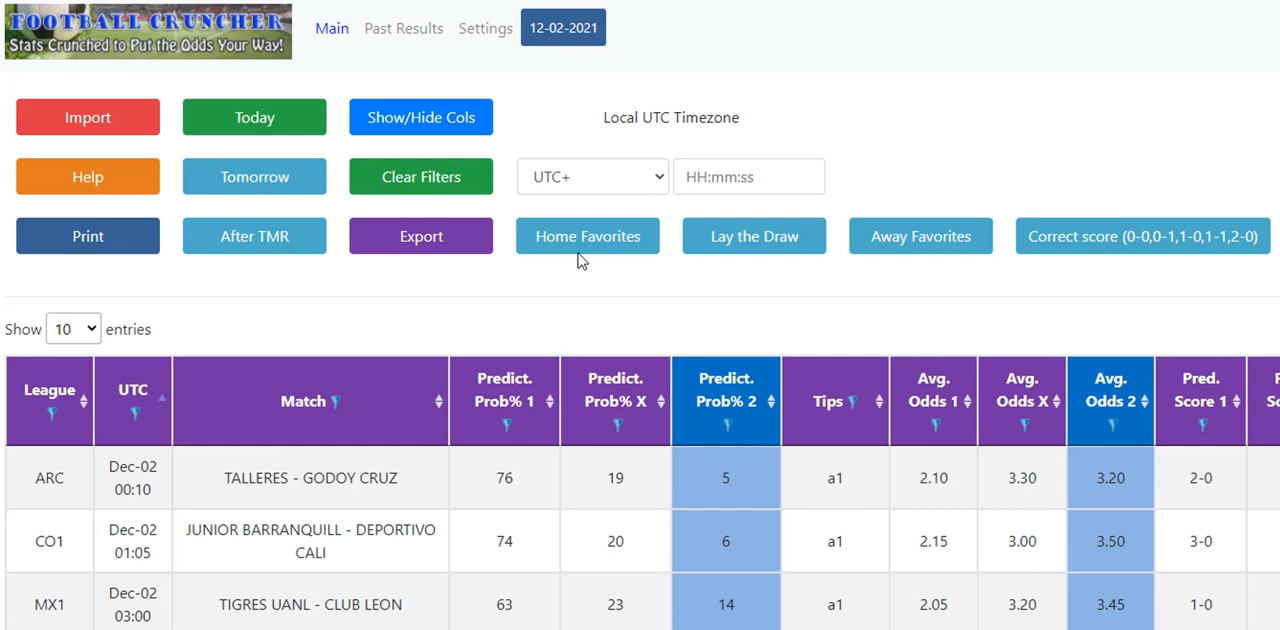 FOOTBALL CRUNCHER
Stats Crunched to Put the Odds Your Way!
Main Past Results Settings 12-02-2021
Import Today Show/Hide Cols Local UTC Timezone
Help Tomorrow Clear Filters UTC+ HH:mm:ss
Print After TMR Export Home Favorites Lay the Draw Away Favorites Correct score (0-0,0-1,1-0,1-1,2-0)
Show 10 entries
League UTC Match Predict. Prob% 1 Predict. Prob% X Predict. Prob% 2 Tips Avg. Odds 1 Avg. Odds X Avg. Odds 2 Pred. Score 1
ARC Dec-02 00:10 TALLERES - GODOY CRUZ 76 19 5 a1 2.10 3.30 3.20 2-0
CO1 Dec-02 01:05 JUNIOR BARRANQUILL - DEPORTIVO CALI 74 20 6 a1 2.15 3.00 3.50 3-0
MX1 Dec-02 03:00 TIGRES UANL - CLUB LEON 63 23 14 a1 2.05 3.20 3.45 1-0